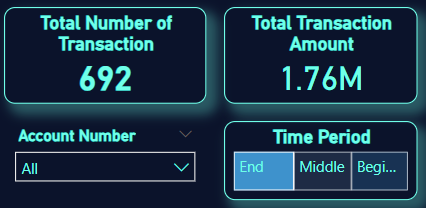 Total Number of
Transaction
692
Total Transaction
Amount
1.76M
Account Number
All
Time Period
End
Middle
Begi...